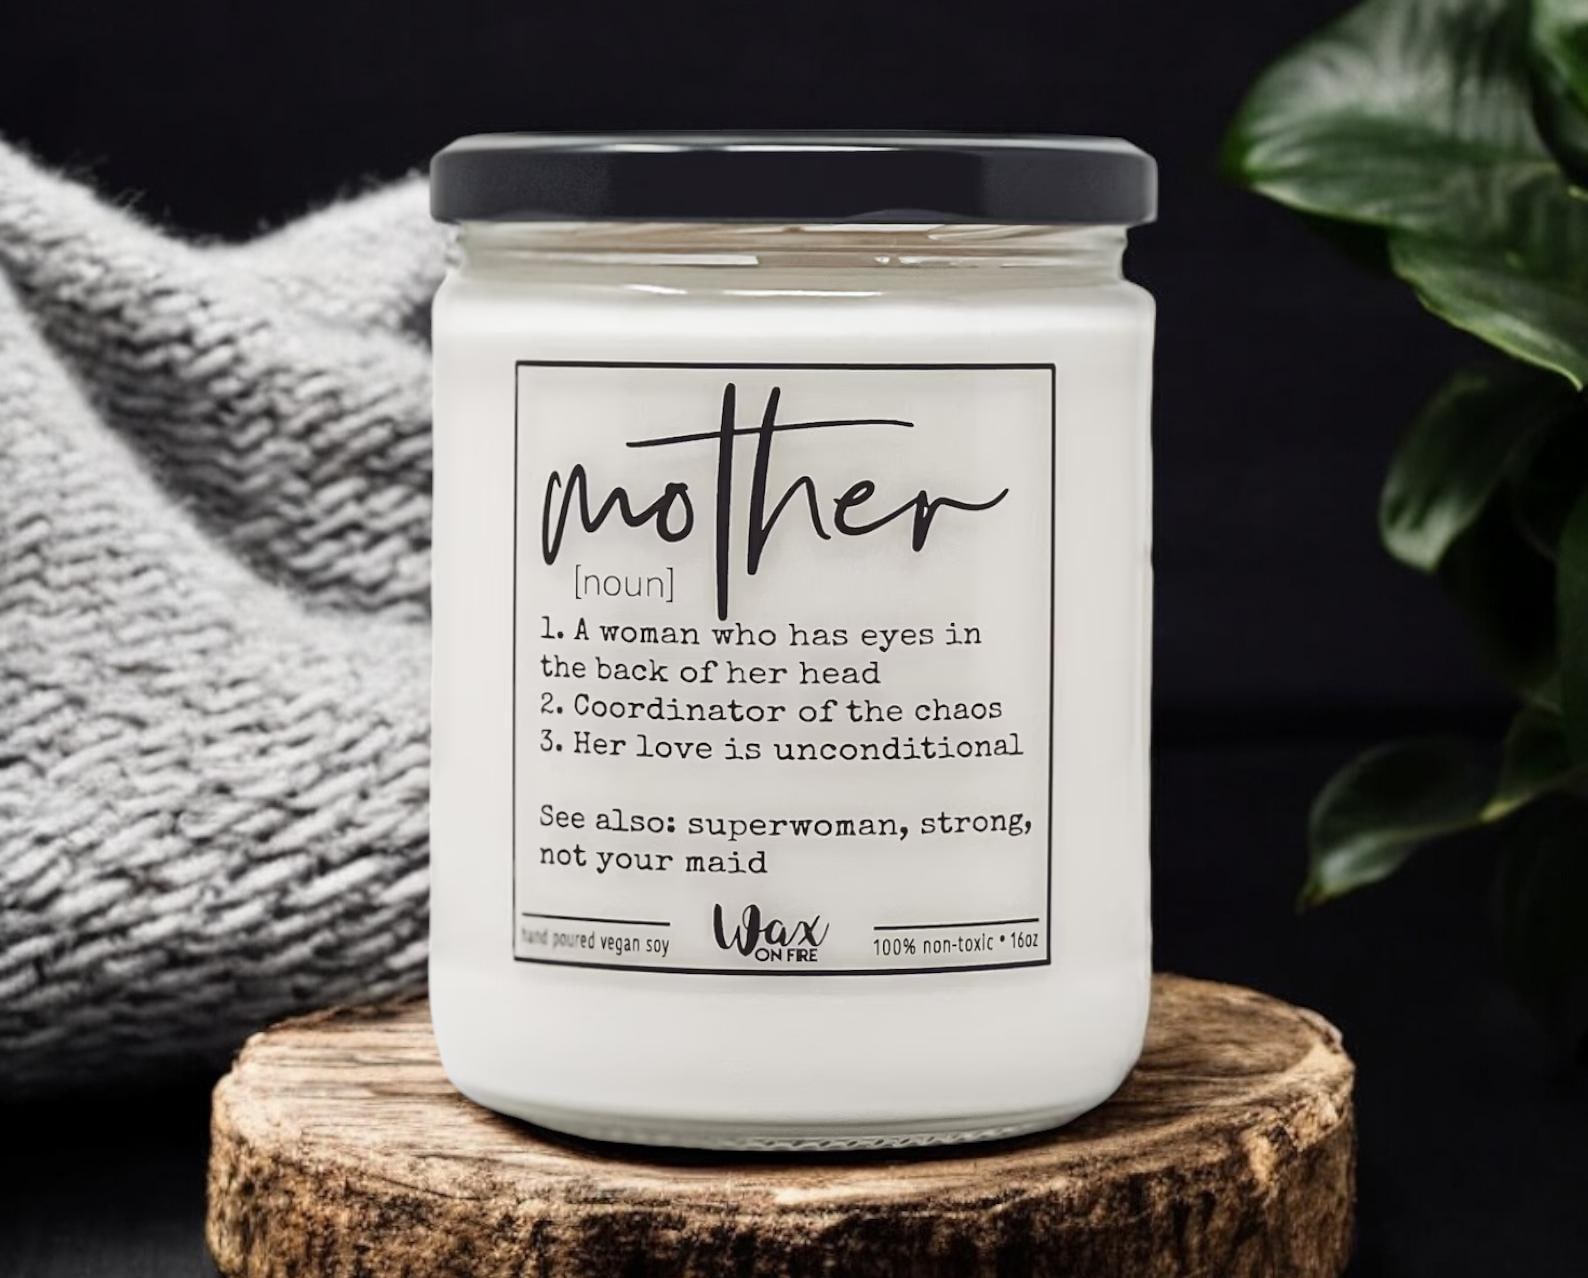 mother
[noun]
1. A woman who has eyes in
the back of her head
2. Coordinator of the chaos
3. Her love is unconditional
See also: superwoman, strong,
not your maid
hand poured vegan soy
Wax
ON FIRE
100% non-toxic • 16oz